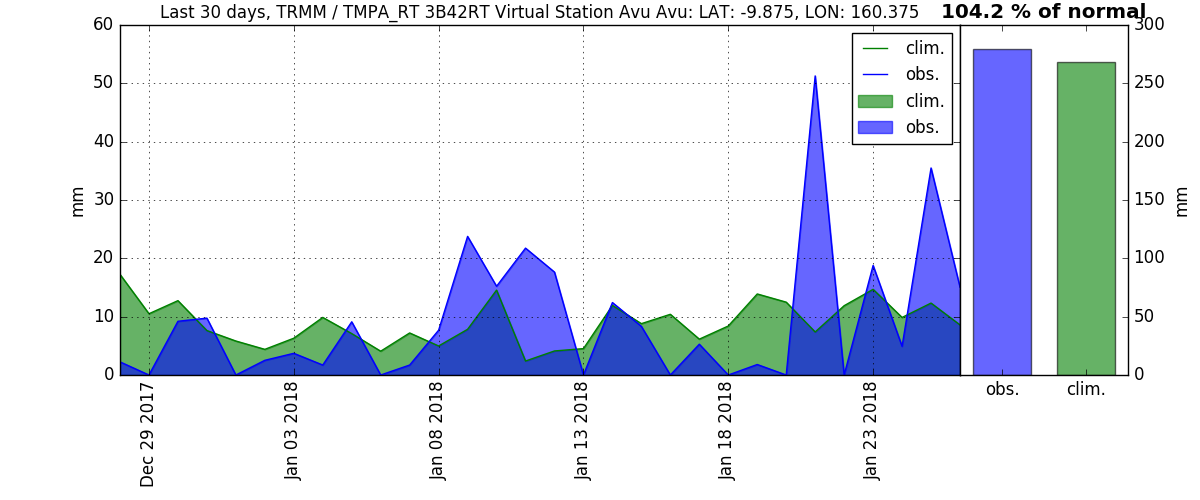 Last 30 days, TRMM / TMPA_RT 3B42RT Virtual Station Avu Avu: LAT: -9.875, LON: 160.375
104.2 % of normal
60
50
40
30
20
10
0
mm
clim.
obs.
clim.
obs.
Dec 29 2017
Jan 03 2018
Jan 08 2018
Jan 13 2018
Jan 18 2018
Jan 23 2018
300
250
200
150
100
50
0
mm
obs.
clim.